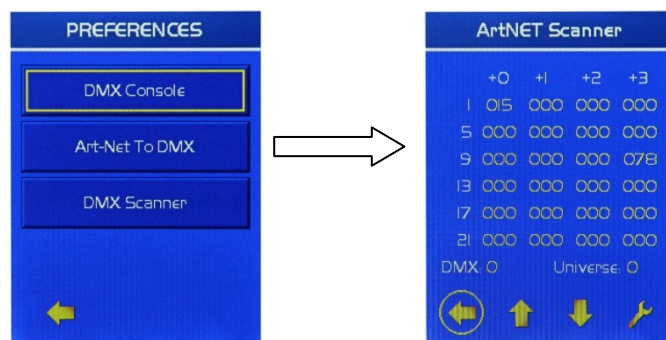 PREFERENCES
DMX Console
Art-Net To DMX
DMX Scanner
ArtNET Scanner
+0 +1 +2 +3
1 015 000 000 000
5 000 000 000 000
9 000 000 000 078
13 000 000 000 000
17 000 000 000 000
21 000 000 000 000
DMX: 0 Universe: 0